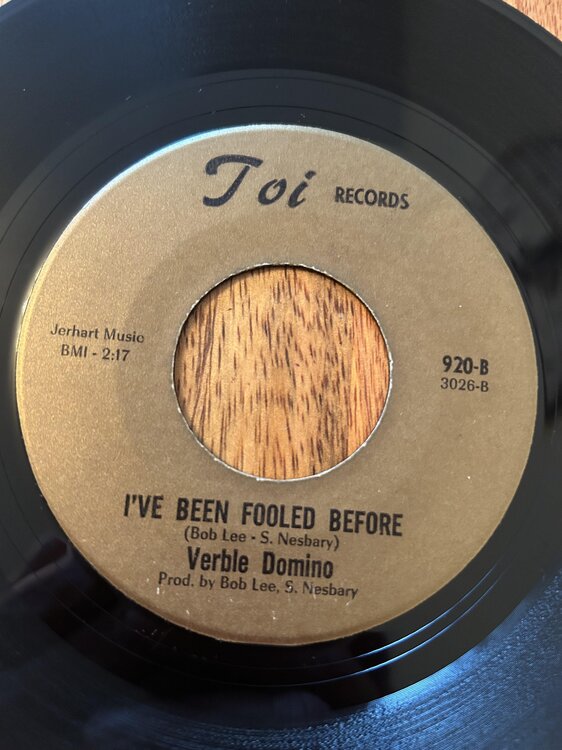 Toi RECORDS
Jerhart Music
BMI - 2:17
920-B
3026-B
I'VE BEEN FOOLED BEFORE
(Bob Lee - S. Nesbary)
Verble Domino
Prod. by Bob Lee, S. Nesbary